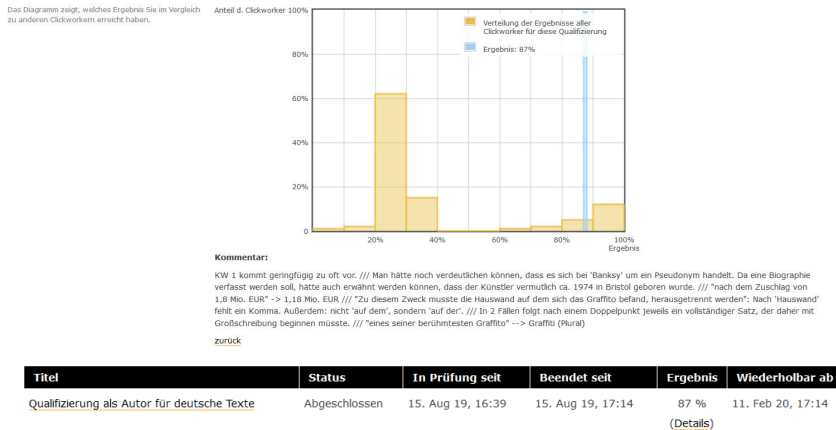 Das Diagramm zeigt, welches Ergebnis Sie im Vergleich
zu anderen Clickworkern erreicht haben.
Anteil d. Clickworker 100%
80%
60%
40%
20%
0
20% 40% 60% 80% 100%
Ergebnis
Verteilung der Ergebnisse aller
Clickworker für diese Qualifizierung
Ergebnis: 87%
Kommentar:
KW 1 kommt geringfügig zu oft vor. /// Man hätte noch verdeutlichen können, dass es sich bei 'Banksy' um ein Pseudonym handelt. Da eine Biographie
verfasst werden soll, hätte auch erwähnt werden können, dass der Künstler vermutlich ca. 1974 in Bristol geboren wurde. /// "nach dem Zuschlag von
1,8 Mio. EUR" -> 1,18 Mio. EUR /// "Zu diesem Zweck musste die Hauswand auf dem sich das Graffito befand, herausgetrennt werden": Nach 'Hauswand'
fehlt ein Komma. Außerdem: nicht 'auf dem', sondern 'auf der'. /// In 2 Fällen folgt nach einem Doppelpunkt jeweils ein vollständiger Satz, der daher mit
Großschreibung beginnen müsste. /// "eines seiner berühmtesten Graffito" --> Graffiti (Plural)
zurück
Titel Status In Prüfung seit Beendet seit Ergebnis Wiederholbar ab
Qualifizierung als Autor für deutsche Texte Abgeschlossen 15. Aug 19, 16:39 15. Aug 19, 17:14 87 % 11. Feb 20, 17:14
(Details)